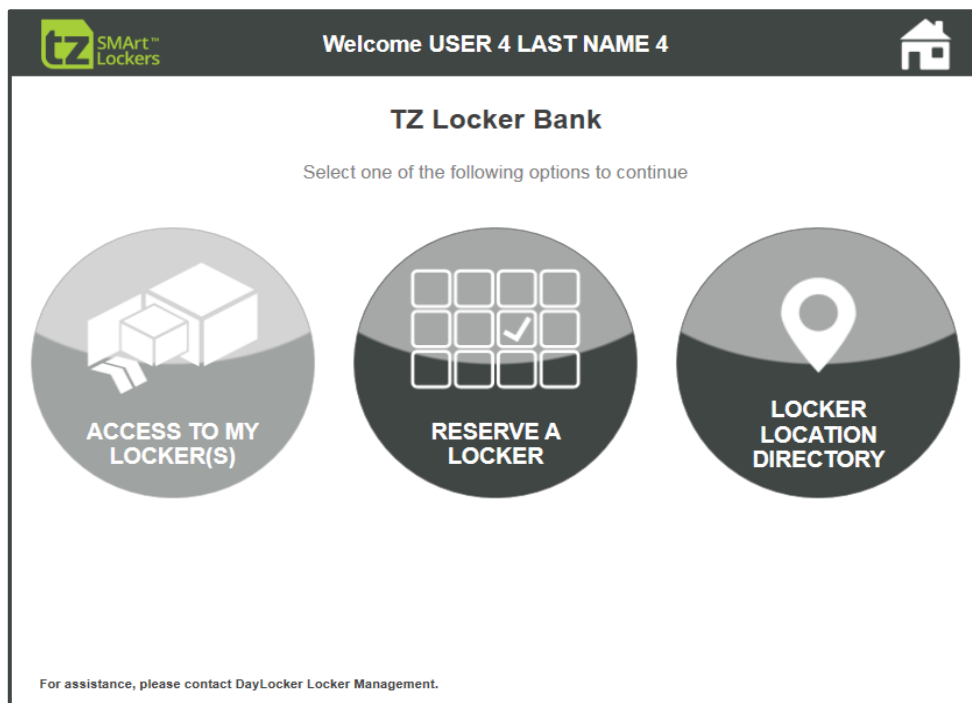 tz SMArt™
Lockers
Welcome USER 4 LAST NAME 4
TZ Locker Bank
Select one of the following options to continue
ACCESS TO MY
LOCKER(S)
RESERVE A
LOCKER
LOCKER
LOCATION
DIRECTORY
For assistance, please contact DayLocker Locker Management.